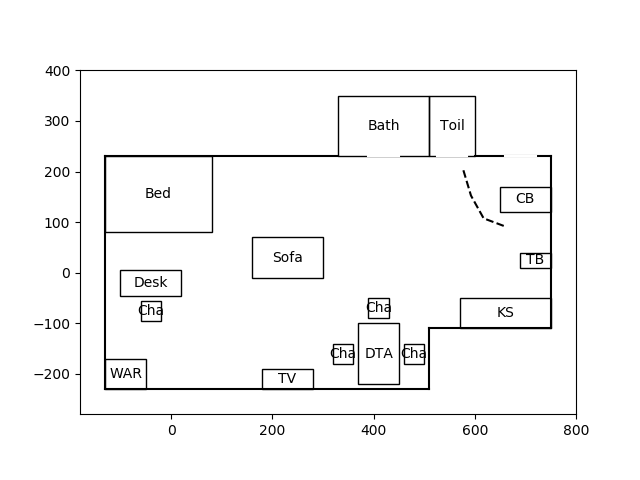 400
300
200
100
0
−100
−200
0
200
400
600
800
Bath
Toil
Bed
CB
Sofa
TB
Desk
Cha
Cha
KS
Cha
DTA
Cha
WAR
TV